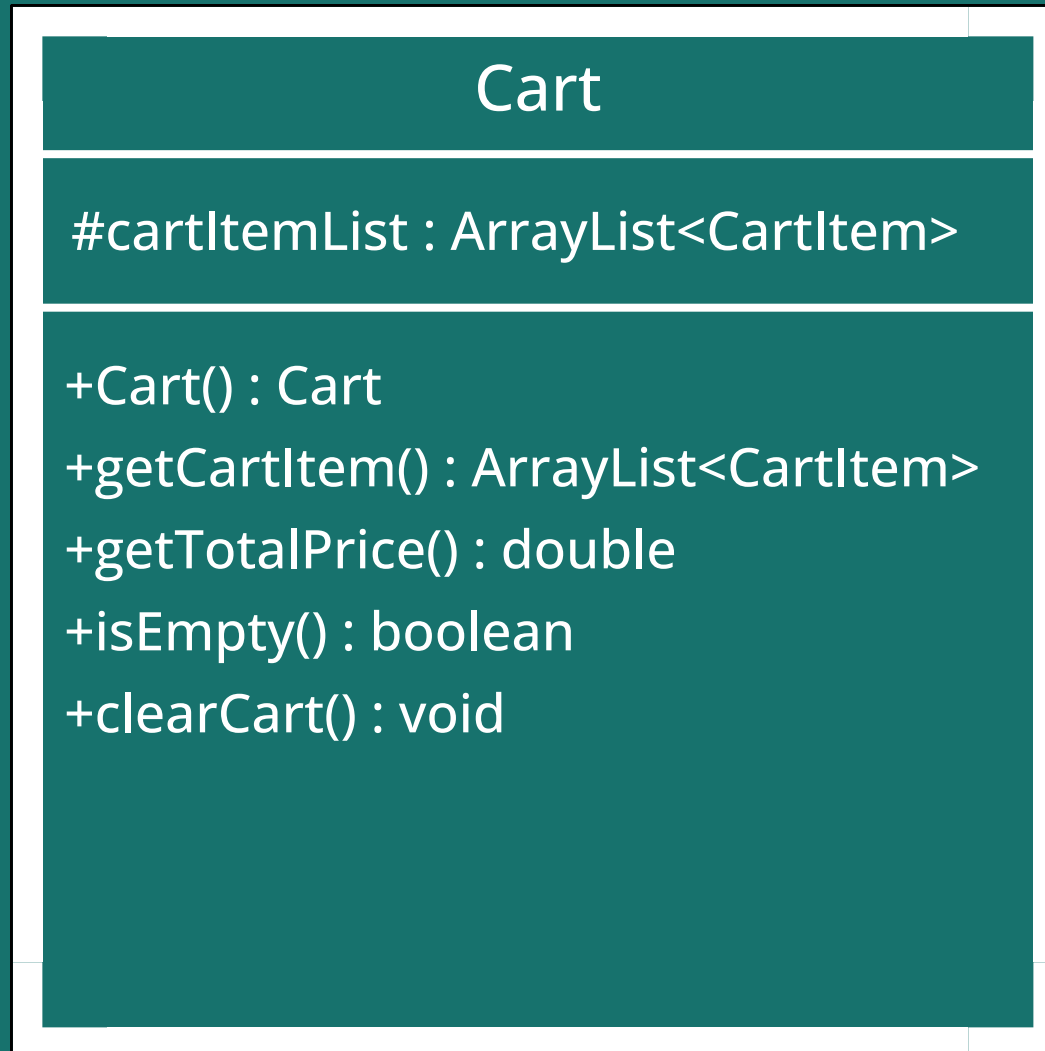 Cart
#cartItemList : ArrayList<CartItem>
+Cart() : Cart
+getCartItem() : ArrayList<CartItem>
+getTotalPrice() : double
+isEmpty() : boolean
+clearCart() : void